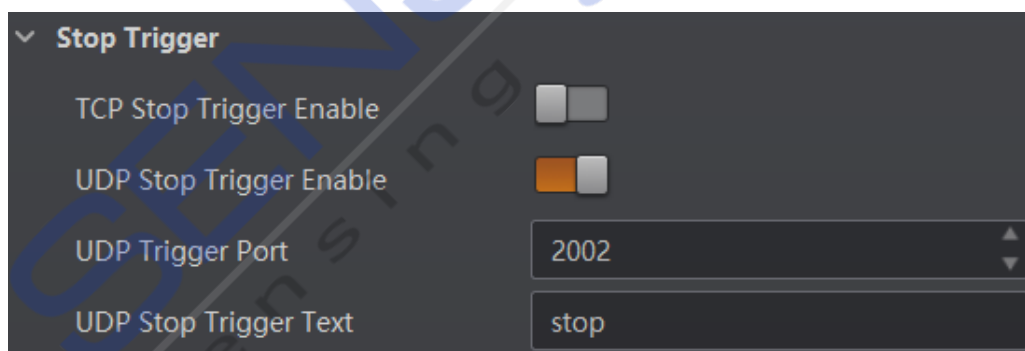 Stop Trigger
TCP Stop Trigger Enable
UDP Stop Trigger Enable
UDP Trigger Port 2002
UDP Stop Trigger Text stop